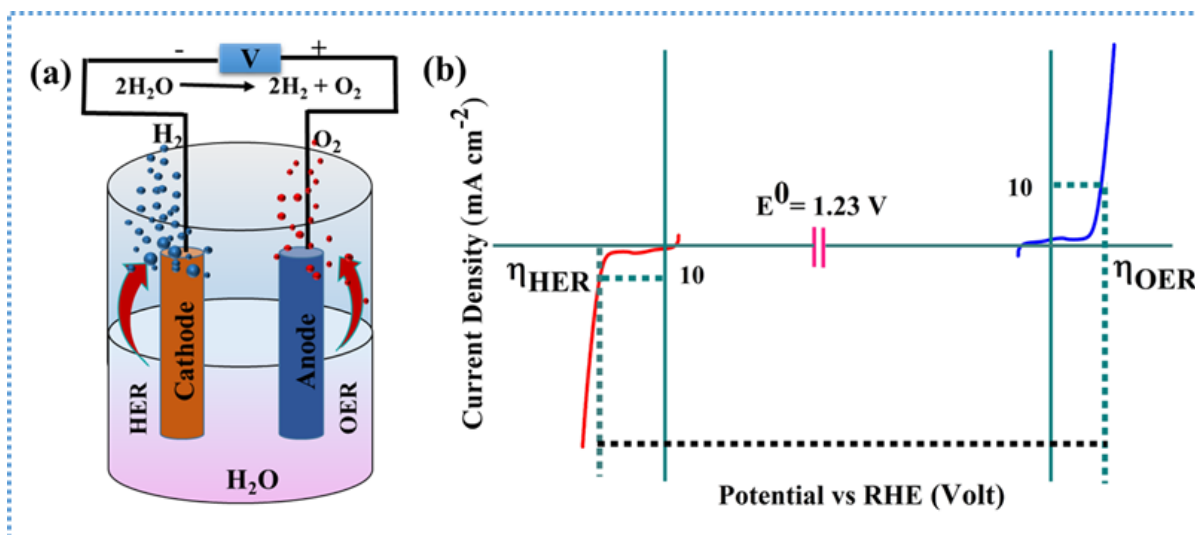 (a)
- V +
2H₂O → 2H₂ + O₂
H₂
O₂
HER
Cathode
Anode
OER
H₂O
(b)
Current Density (mA cm⁻²)
E⁰= 1.23 V
10
ηHER
10
ηOER
Potential vs RHE (Volt)